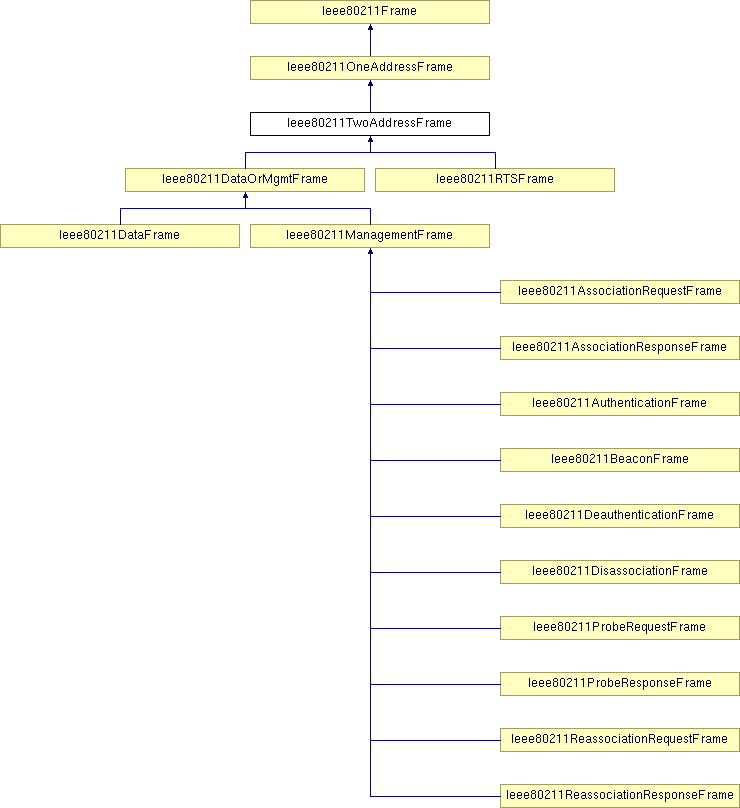 Ieee80211Frame
Ieee80211OneAddressFrame
Ieee80211TwoAddressFrame
Ieee80211DataOrMgmtFrame
Ieee80211RTSFrame
Ieee80211DataFrame
Ieee80211ManagementFrame
Ieee80211AssociationRequestFrame
Ieee80211AssociationResponseFrame
Ieee80211AuthenticationFrame
Ieee80211BeaconFrame
Ieee80211DeauthenticationFrame
Ieee80211DisassociationFrame
Ieee80211ProbeRequestFrame
Ieee80211ProbeResponseFrame
Ieee80211ReassociationRequestFrame
Ieee80211ReassociationResponseFrame